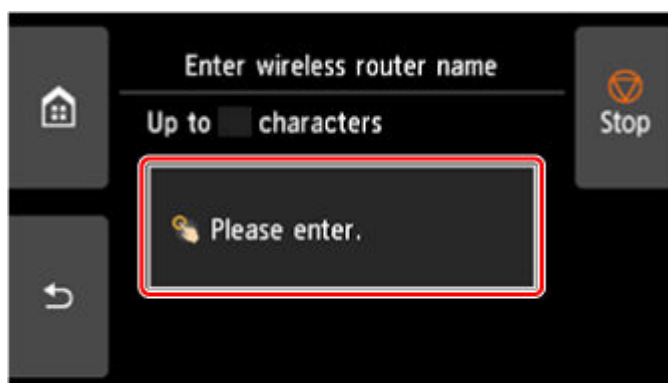 Enter wireless router name
Up to characters
Stop
Please enter.